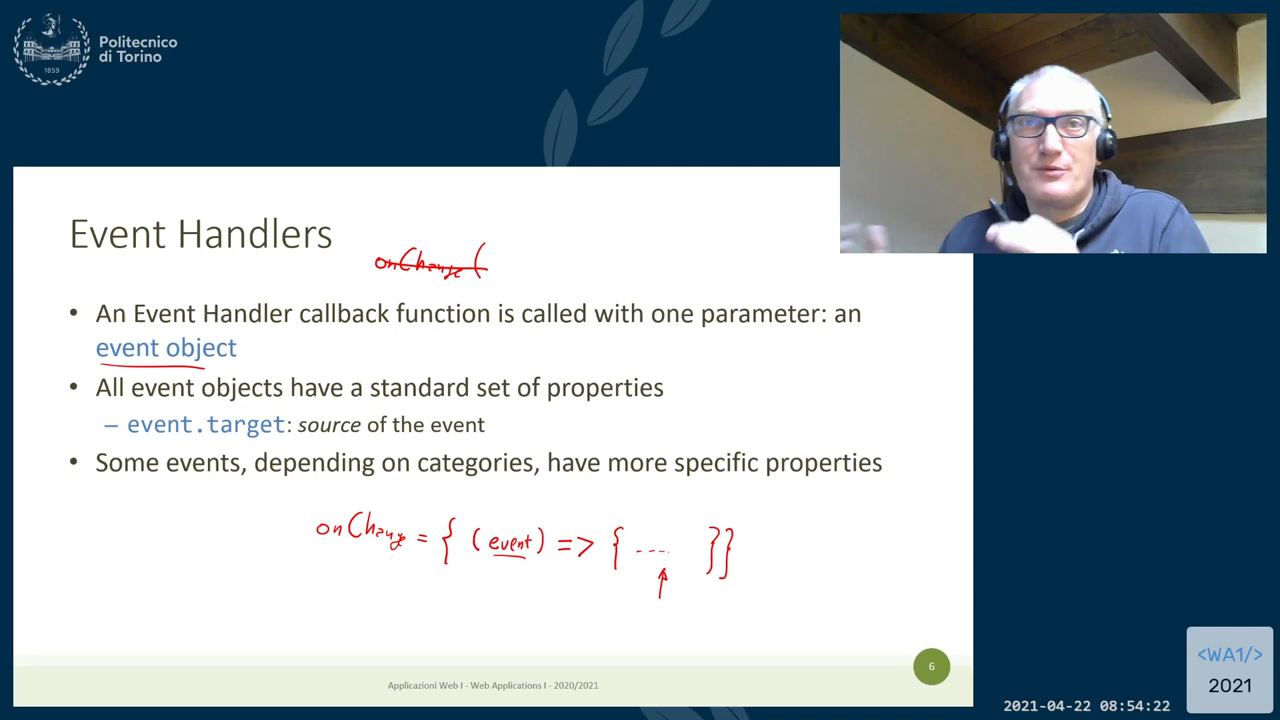 Politecnico
di Torino
1859
Event Handlers
onChange (
• An Event Handler callback function is called with one parameter: an
event object
• All event objects have a standard set of properties
– event.target: source of the event
• Some events, depending on categories, have more specific properties
onChange = { (event) => { .... }}
6
Applicazioni Web I - Web Applications I - 2020/2021
<WA1/>
2021
2021-04-22 08:54:22